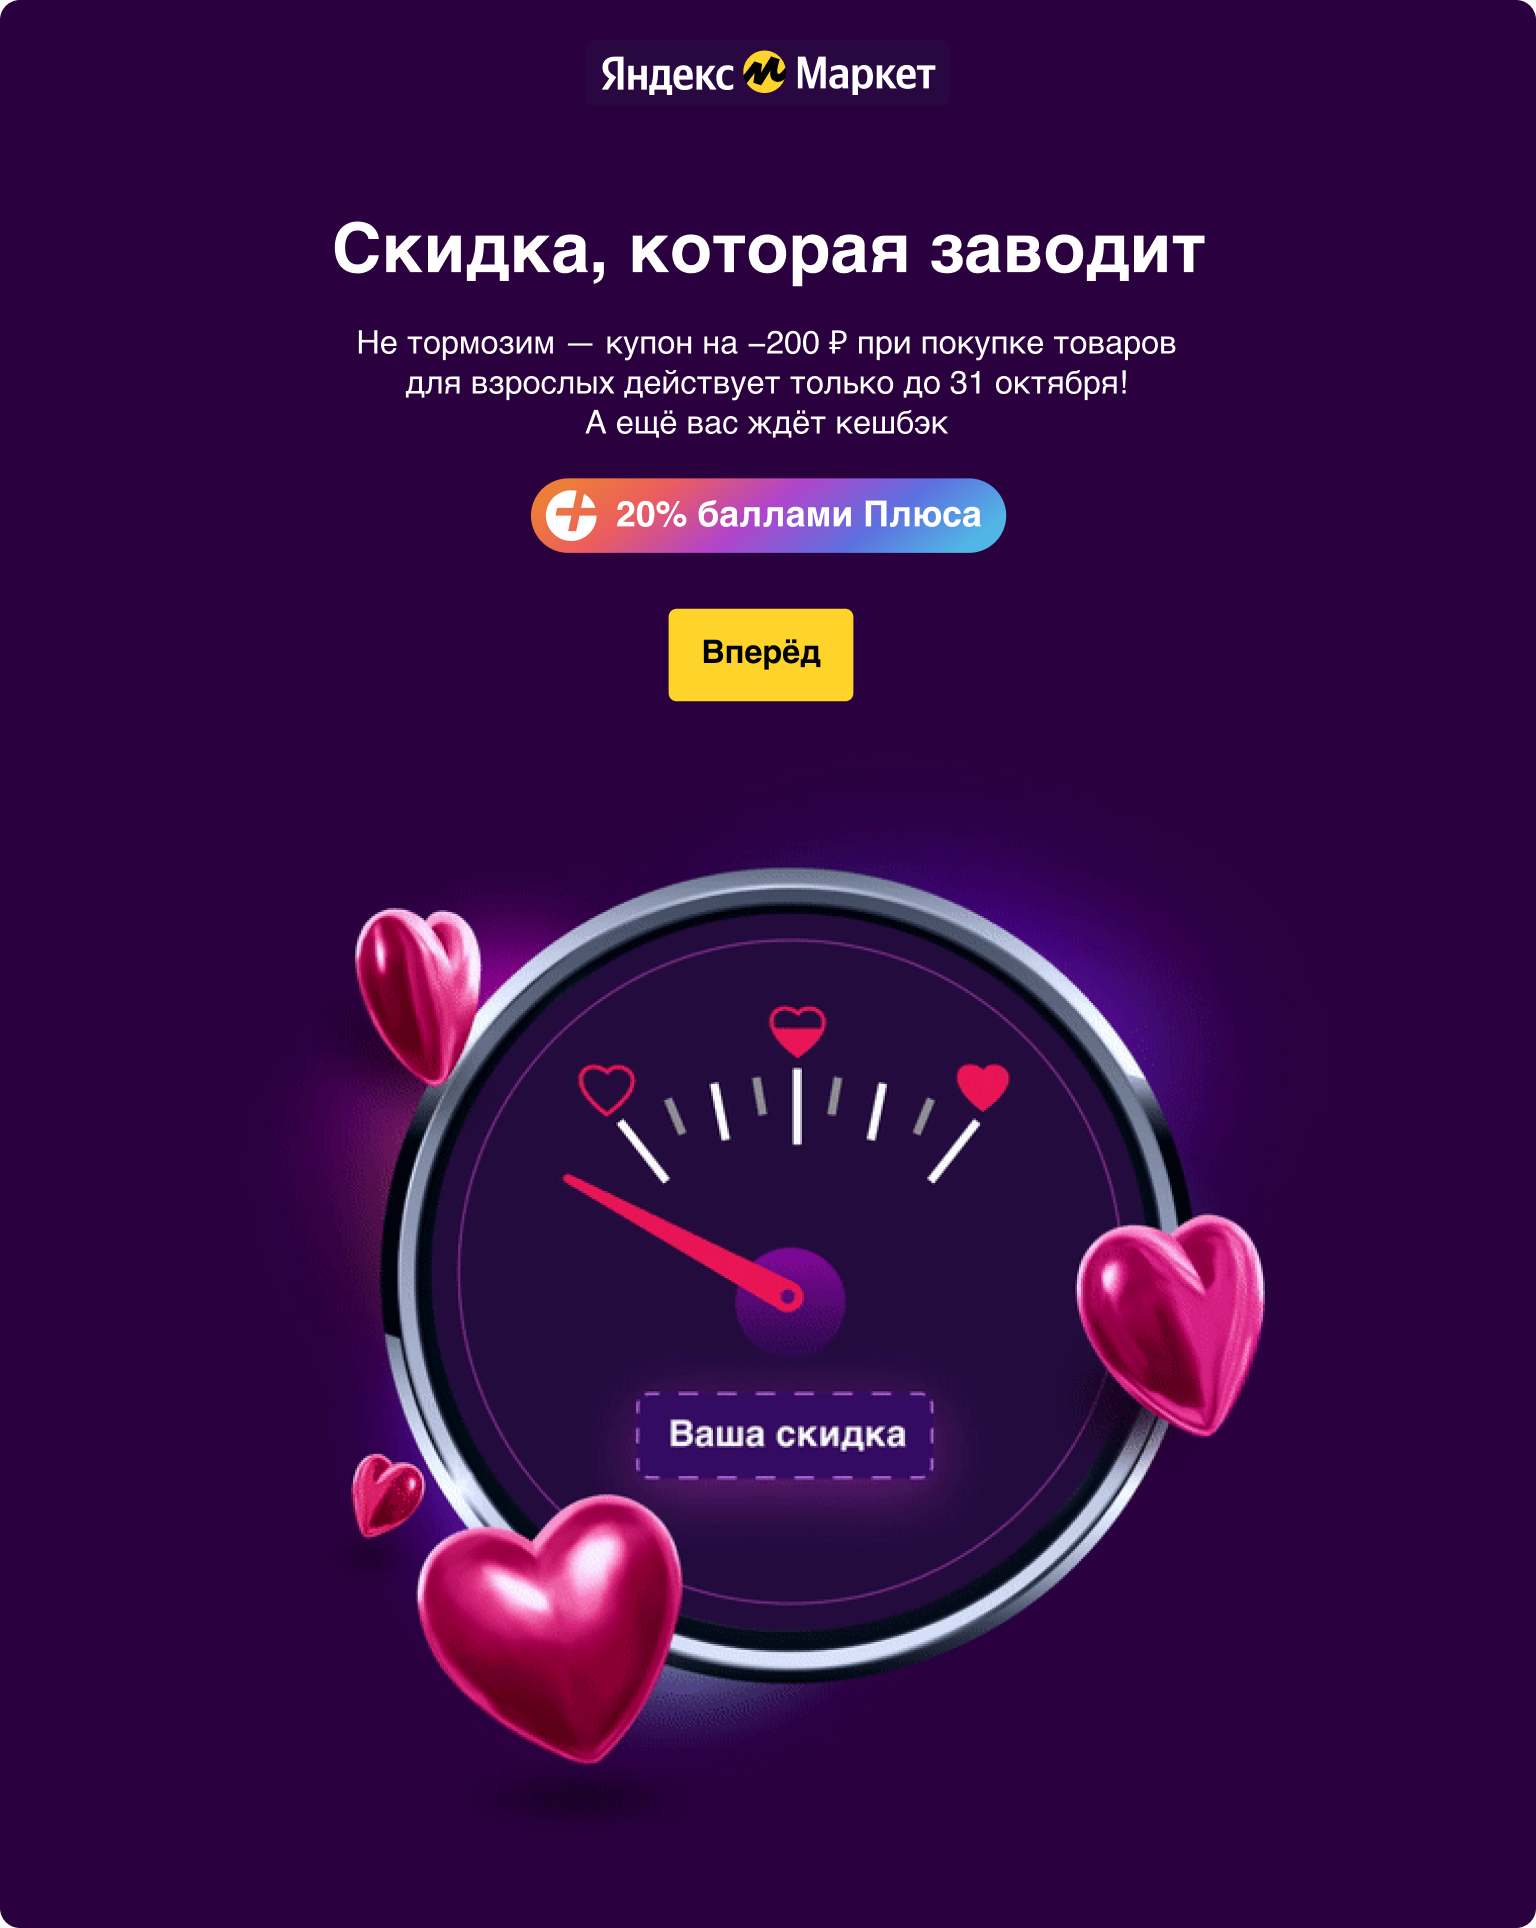 Яндекс Маркет
Скидка, которая заводит
Не тормозим — купон на −200 ₽ при покупке товаров
для взрослых действует только до 31 октября!
А ещё вас ждёт кешбэк
20% баллами Плюса
Вперёд
Ваша скидка